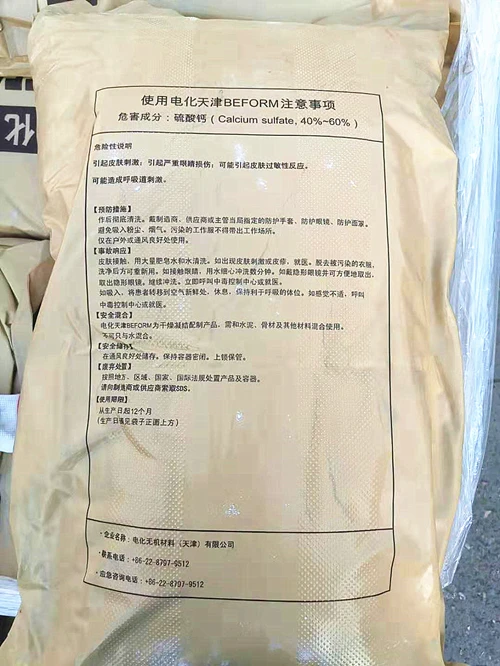 使用电化天津BEFORM注意事项
危害成分：硫酸钙（Calcium sulfate, 40%~60%）
危险性说明
引起皮肤刺激；引起严重眼睛损伤；可能引起皮肤过敏性反应。
可能造成呼吸道刺激。
【预防措施】
作后彻底清洗。戴制造商、供应商或主管当局指定的防护手套、防护眼镜、防护面罩。
避免吸入粉尘、烟气。污染的工作服不得带出工作场所。
仅在户外或通风良好处使用。
【事故响应】
皮肤接触，用大量肥皂水和水清洗。如出现皮肤刺激或皮疹，就医。脱去被污染的衣服，
洗净后方可重新用。如接触眼睛，用水细心冲洗数分钟。如戴隐形眼镜并可方便地取出，
取出隐形眼镜。继续冲洗。立即呼叫中毒控制中心或就医。
如吸入，将患者转移到空气新鲜处，休息，保持利于呼吸的体位。如感觉不适，呼叫
中毒控制中心或就医。
【安全混合】
电化天津BEFORM为干燥凝结配制产品，需和水泥、骨材及其他材料混合使用。
不可只与水混合。
【安全储存】
在通风良好处储存。保持容器密闭。上锁保管。
【废弃处置】
按照地方、区域、国家、国际法规处置产品及容器。
请向制造商或供应商索取SDS。
【使用期限】
从生产日起12个月
（生产日请见袋子正面上方）
・企业名称：电化无机材料（天津）有限公司
・联系电话：+86-22-8797-9512
・应急咨询电话：+86-22-8797-9512
化